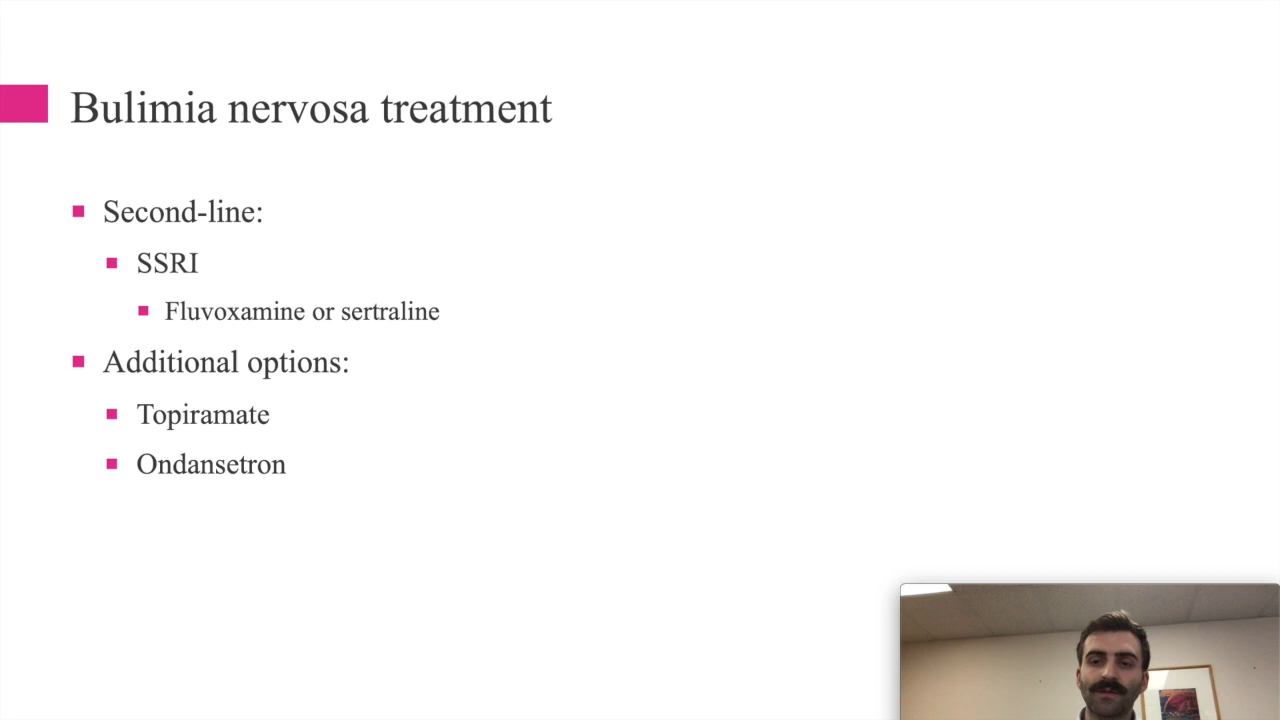 Bulimia nervosa treatment
Second-line:
SSRI
Fluvoxamine or sertraline
Additional options:
Topiramate
Ondansetron